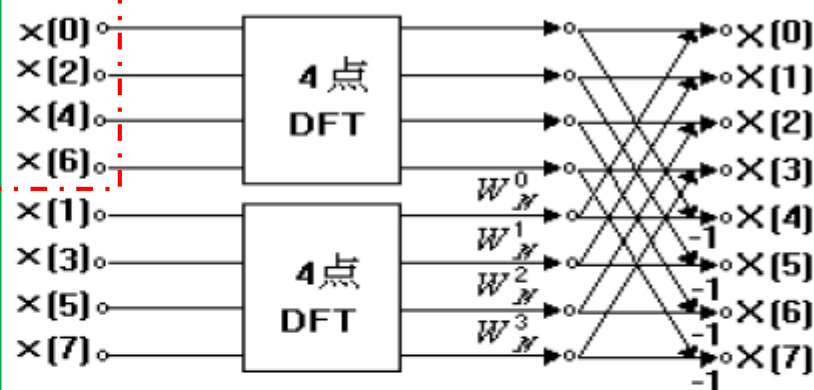 x(0) X(0)
x(2) 4点 X(1)
x(4) DFT X(2)
x(6) X(3)
W_N^0
x(1) X(4)
W_N^1 -1
x(3) 4点 X(5)
W_N^2 -1
x(5) DFT X(6)
W_N^3 -1
x(7) X(7)
-1